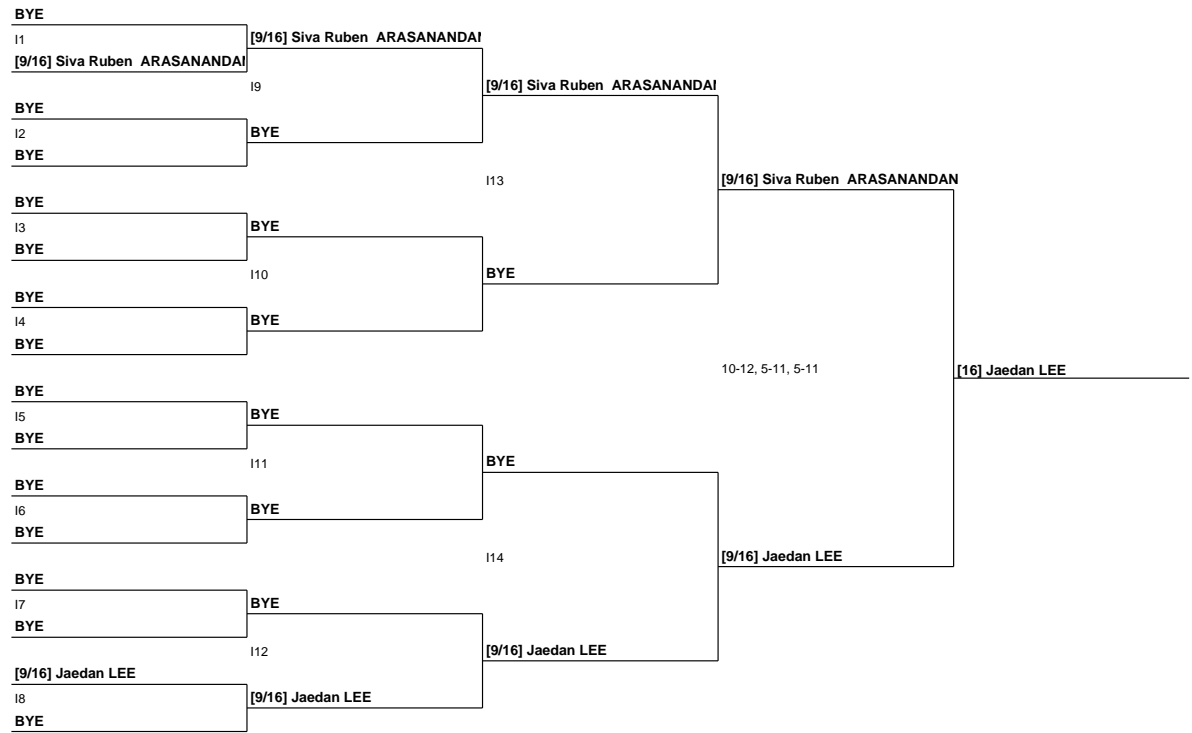 BYE
I1
[9/16] Siva Ruben ARASANANDAN
[9/16] Siva Ruben ARASANANDAN
I9
[9/16] Siva Ruben ARASANANDAN
BYE
I2
BYE
BYE
I13
[9/16] Siva Ruben ARASANANDAN
BYE
I3
BYE
BYE
I10
BYE
BYE
I4
BYE
BYE
10-12, 5-11, 5-11
[16] Jaedan LEE
BYE
I5
BYE
BYE
I11
BYE
BYE
I6
BYE
BYE
I14
[9/16] Jaedan LEE
BYE
I7
BYE
BYE
I12
[9/16] Jaedan LEE
[9/16] Jaedan LEE
I8
BYE
[9/16] Jaedan LEE